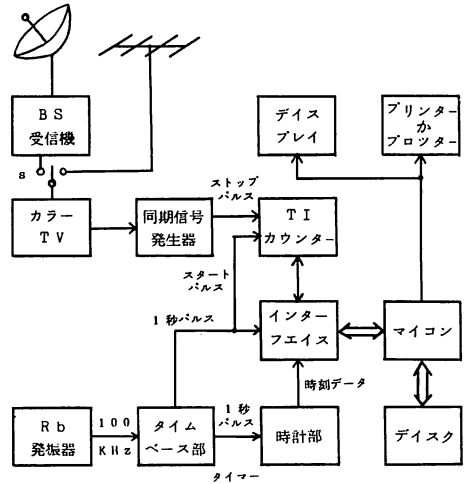 BS
受信機
s
カラー
TV
同期信号
発生器
ストップ
パルス
TI
カウンター
ディス
プレイ
プリンター
か
プロッター
スタート
パルス
1秒パルス
インター
フェイス
マイコン
時刻データ
Rb
発振器
100
KHz
タイム
ベース部
1秒
パルス
時計部
ディスク
タイマー